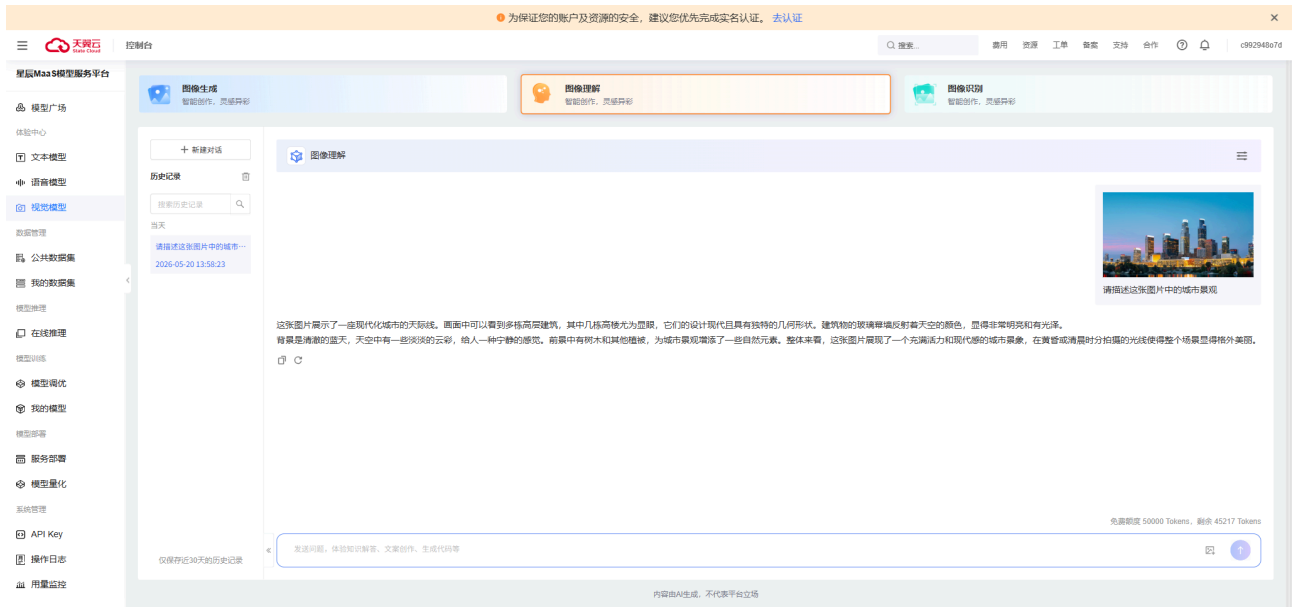 为保证您的账户及资源的安全，建议您优先完成实名认证。 去认证
天翼云
State Cloud
控制台
搜索...
费用 资源 工单 备案 支持 合作
c992948o7d
星辰MaaS模型服务平台
模型广场
体验中心
文本模型
语音模型
视觉模型
数据管理
公共数据集
我的数据集
模型推理
在线推理
模型训练
模型调优
我的模型
模型部署
服务部署
模型量化
系统管理
API Key
操作日志
用量监控
图像生成
智能创作，灵感异彩
图像理解
智能创作，灵感异彩
图像识别
智能创作，灵感异彩
+ 新建对话
历史记录
搜索历史记录
当天
请描述这张图片中的城市...
2026-05-20 13:58:23
仅保存近30天的历史记录
图像理解
请描述这张图片中的城市景观
这张图片展示了一座现代化城市的天际线。画面中可以看到多栋高层建筑，其中几栋高楼尤为显眼，它们的设计现代且具有独特的几何形状。建筑物的玻璃幕墙反射着天空的颜色，显得非常明亮和有光泽。
背景是清澈的蓝天，天空中有一些淡淡的云彩，给人一种宁静的感觉。前景中有树木和其他植被，为城市景观增添了一些自然元素。整体来看，这张图片展现了一个充满活力和现代感的城市景象，在黄昏或清晨时分拍摄的光线使得整个场景显得格外美丽。
免费额度 50000 Tokens，剩余 45217 Tokens
发送问题，体验知识解答、文案创作、生成代码等
内容由AI生成，不代表平台立场